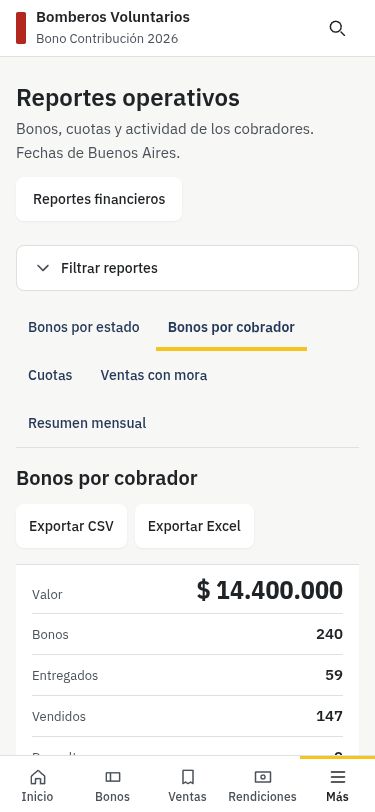 Bomberos Voluntarios
Bono Contribución 2026
Reportes operativos
Bonos, cuotas y actividad de los cobradores.
Fechas de Buenos Aires.
Reportes financieros
Filtrar reportes
Bonos por estado
Bonos por cobrador
Cuotas
Ventas con mora
Resumen mensual
Bonos por cobrador
Exportar CSV
Exportar Excel
Valor
$ 14.400.000
Bonos
240
Entregados
59
Vendidos
147
Inicio
Bonos
Ventas
Rendiciones
Más